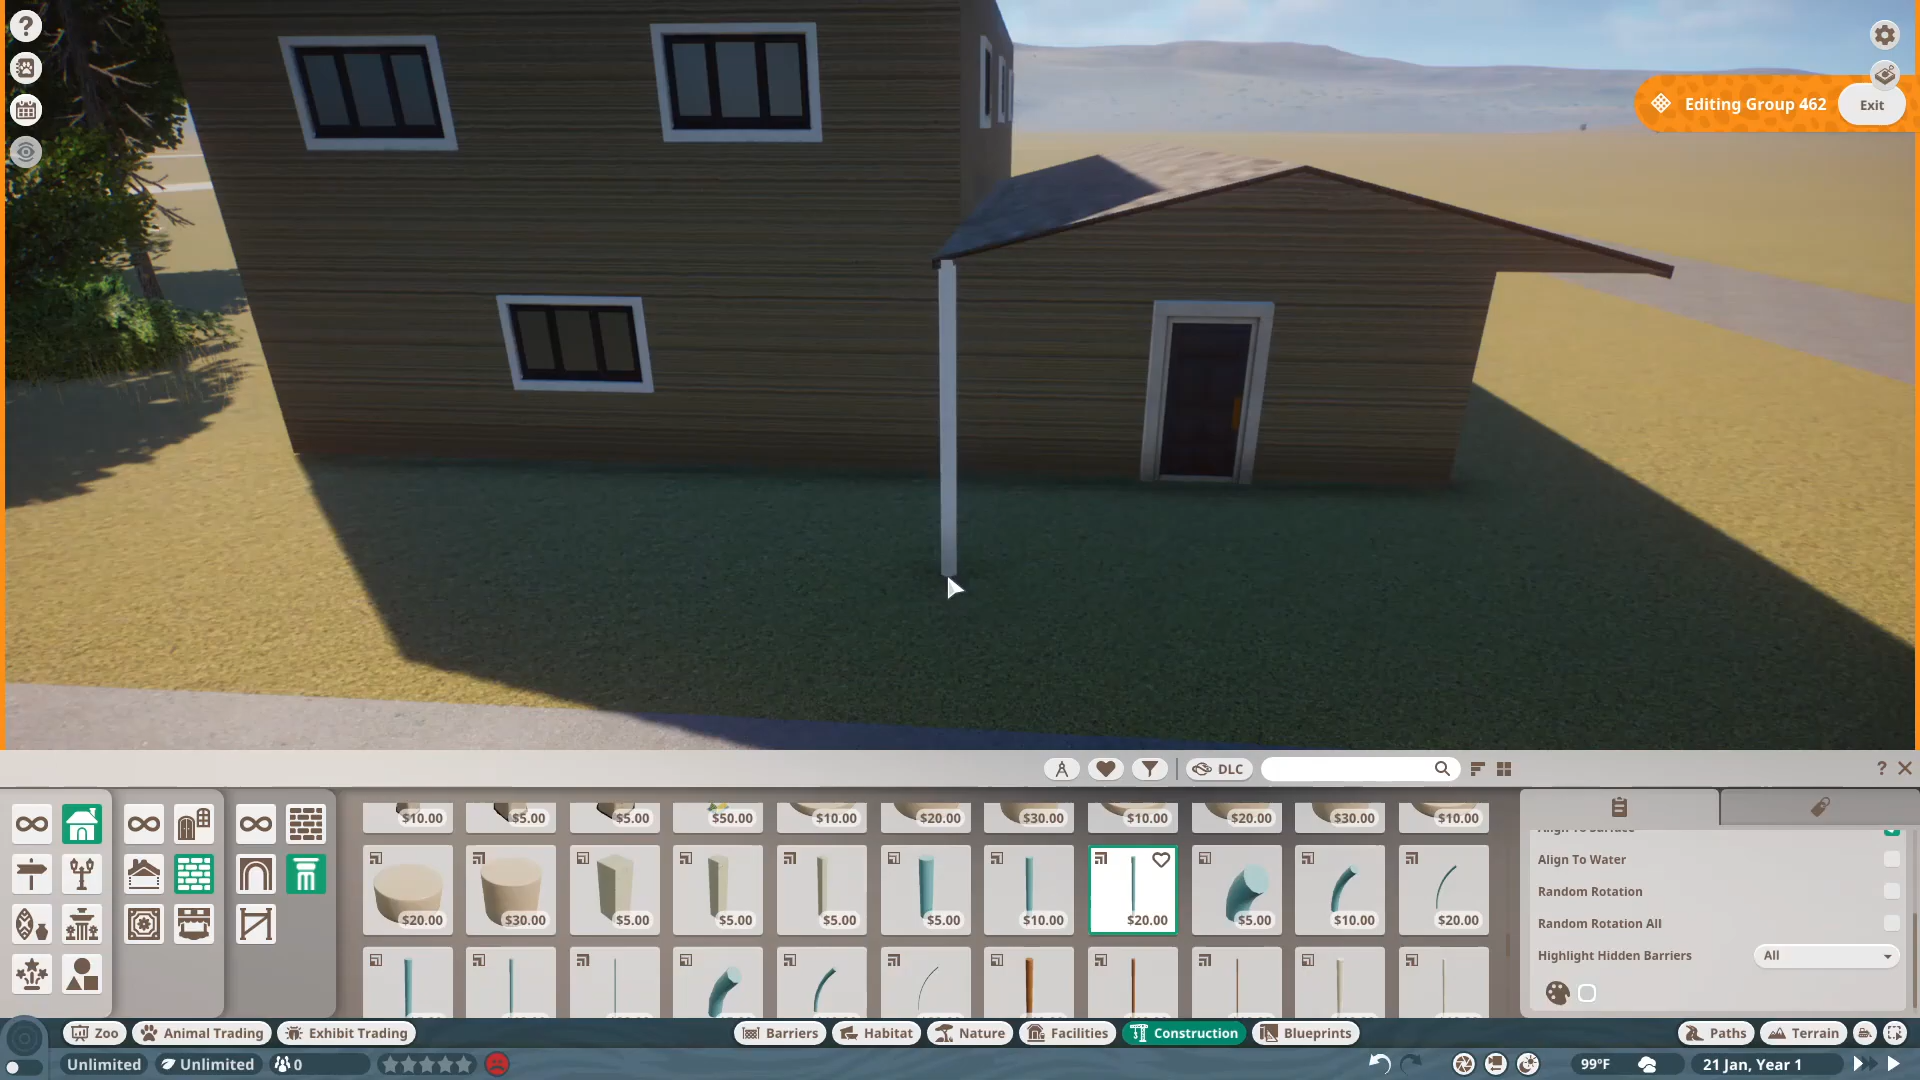 Editing Group 462
Exit
DLC
$10.00
$5.00
$5.00
$50.00
$10.00
$20.00
$30.00
$10.00
$20.00
$30.00
$10.00
Align To Surface
Align To Water
$20.00
$30.00
$5.00
$5.00
$5.00
$5.00
$10.00
$20.00
$5.00
$10.00
$20.00
Random Rotation
Random Rotation All
Highlight Hidden Barriers
All
Zoo
Animal Trading
Exhibit Trading
Barriers
Habitat
Nature
Facilities
Construction
Blueprints
Paths
Terrain
Unlimited
Unlimited
0
99°F
21 Jan, Year 1